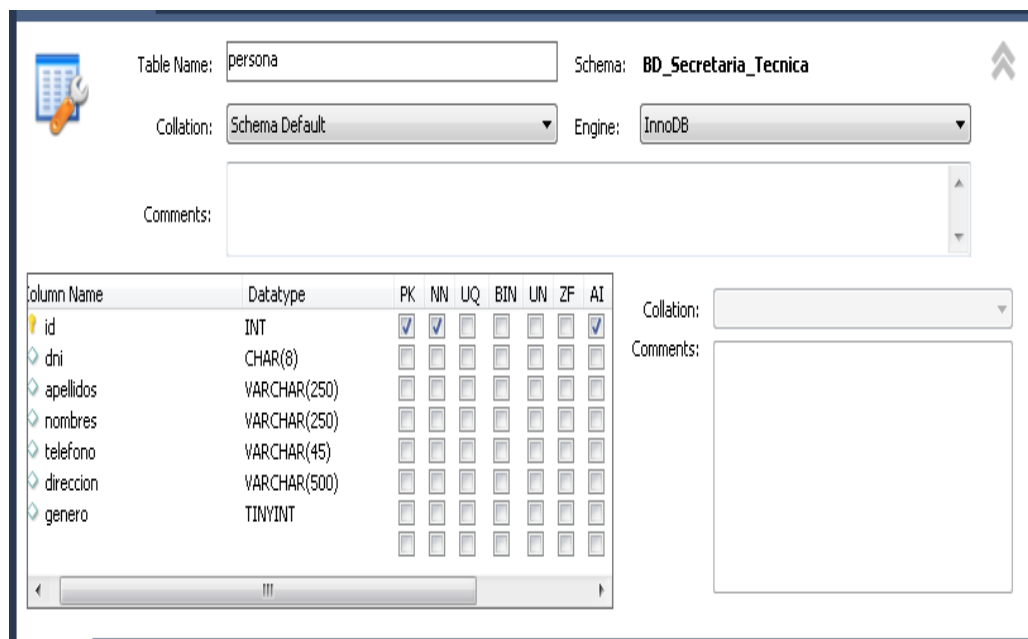 Table Name: persona Schema: BD_Secretaria_Tecnica
Collation: Schema Default Engine: InnoDB
Comments:
Column Name Datatype PK NN UQ BIN UN ZF AI
id INT
dni CHAR(8)
apellidos VARCHAR(250)
nombres VARCHAR(250)
telefono VARCHAR(45)
direccion VARCHAR(500)
genero TINYINT
Collation:
Comments: